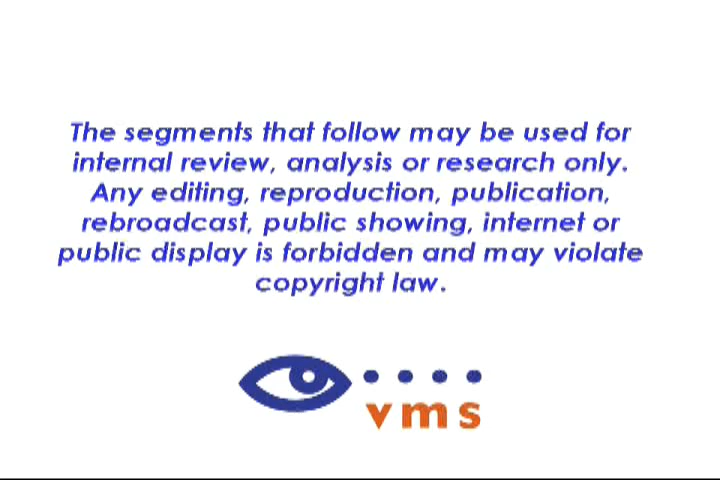 The segments that follow may be used for
internal review, analysis or research only.
Any editing, reproduction, publication,
rebroadcast, public showing, internet or
public display is forbidden and may violate
copyright law.
vms